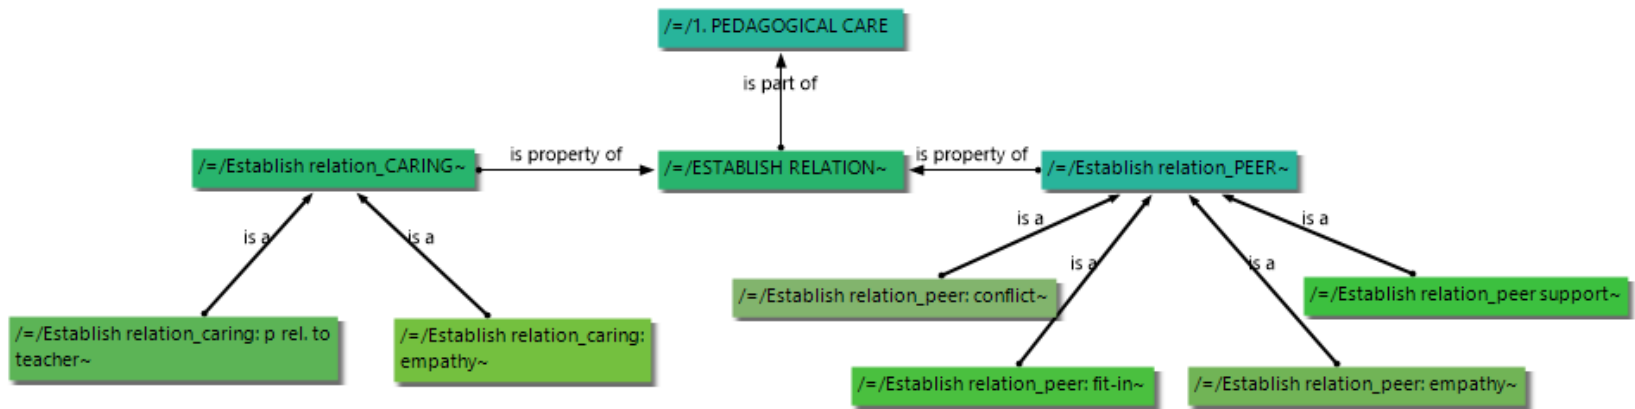 /=/1. PEDAGOGICAL CARE
is part of
/=/Establish relation_CARING~
is property of
/=/ESTABLISH RELATION~
is property of
/=/Establish relation_PEER~
is a
is a
is a
is a
is a
is a
/=/Establish relation_caring: p rel. to
teacher~
/=/Establish relation_caring:
empathy~
/=/Establish relation_peer: conflict~
/=/Establish relation_peer support~
/=/Establish relation_peer: fit-in~
/=/Establish relation_peer: empathy~